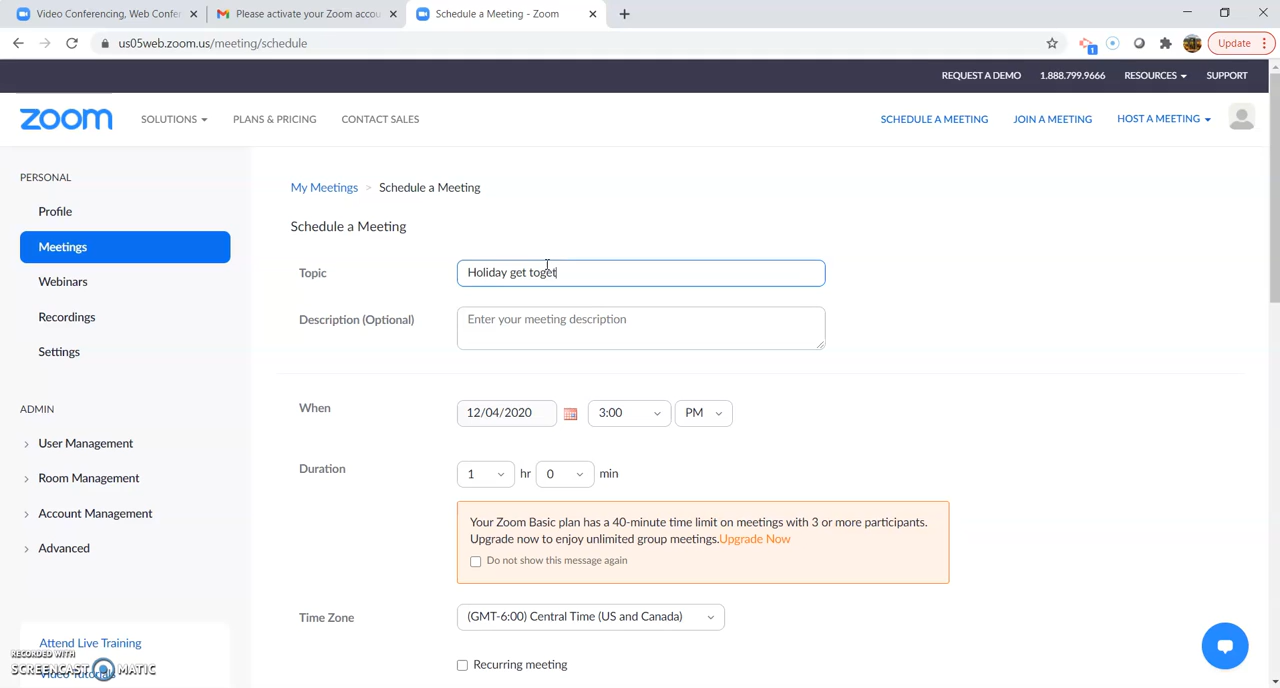 Video Conferencing, Web Confer
Please activate your Zoom accou
Schedule a Meeting - Zoom
us05web.zoom.us/meeting/schedule
1
Update
REQUEST A DEMO 1.888.799.9666 RESOURCES SUPPORT
zoom SOLUTIONS PLANS & PRICING CONTACT SALES SCHEDULE A MEETING JOIN A MEETING HOST A MEETING
PERSONAL
Profile
Meetings
Webinars
Recordings
Settings
ADMIN
User Management
Room Management
Account Management
Advanced
Attend Live Training
Video Tutorials
RECORDED WITH
SCREENCAST MATIC
My Meetings > Schedule a Meeting
Schedule a Meeting
Topic Holiday get toget
Description (Optional) Enter your meeting description
When 12/04/2020 3:00 PM
Duration 1 hr 0 min
Your Zoom Basic plan has a 40-minute time limit on meetings with 3 or more participants.
Upgrade now to enjoy unlimited group meetings. Upgrade Now
Do not show this message again
Time Zone (GMT-6:00) Central Time (US and Canada)
Recurring meeting